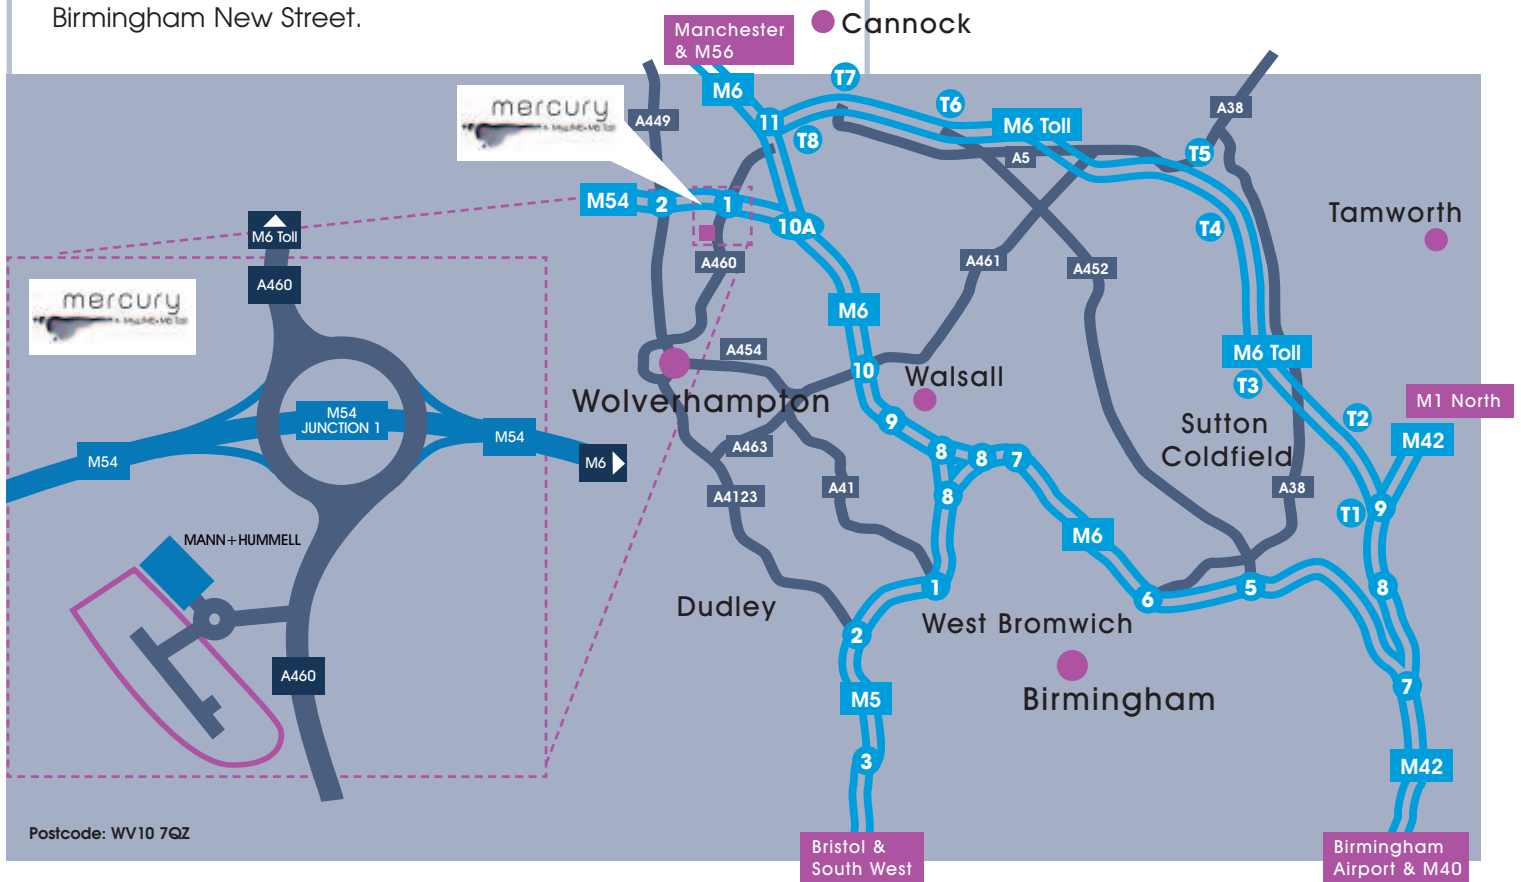 Birmingham New Street.
Manchester
& M56
Cannock
T7
M6
T6
mercury
A449
11
M6 Toll
A38
T8
A5
T5
M54
2
1
10A
T4
Tamworth
M6 Toll
A460
A461
A452
A460
mercury
M6
A454
M6 Toll
10
Walsall
T3
Wolverhampton
M1 North
M54
JUNCTION 1
9
T2
Sutton
Coldfield
M42
M54
M54
M6
A463
8
8
7
A4123
A41
8
A38
T1
9
M6
MANN+HUMMELL
1
6
5
8
Dudley
2
West Bromwich
A460
Birmingham
7
M5
3
M42
Postcode: WV10 7QZ
Bristol &
South West
Birmingham
Airport & M40